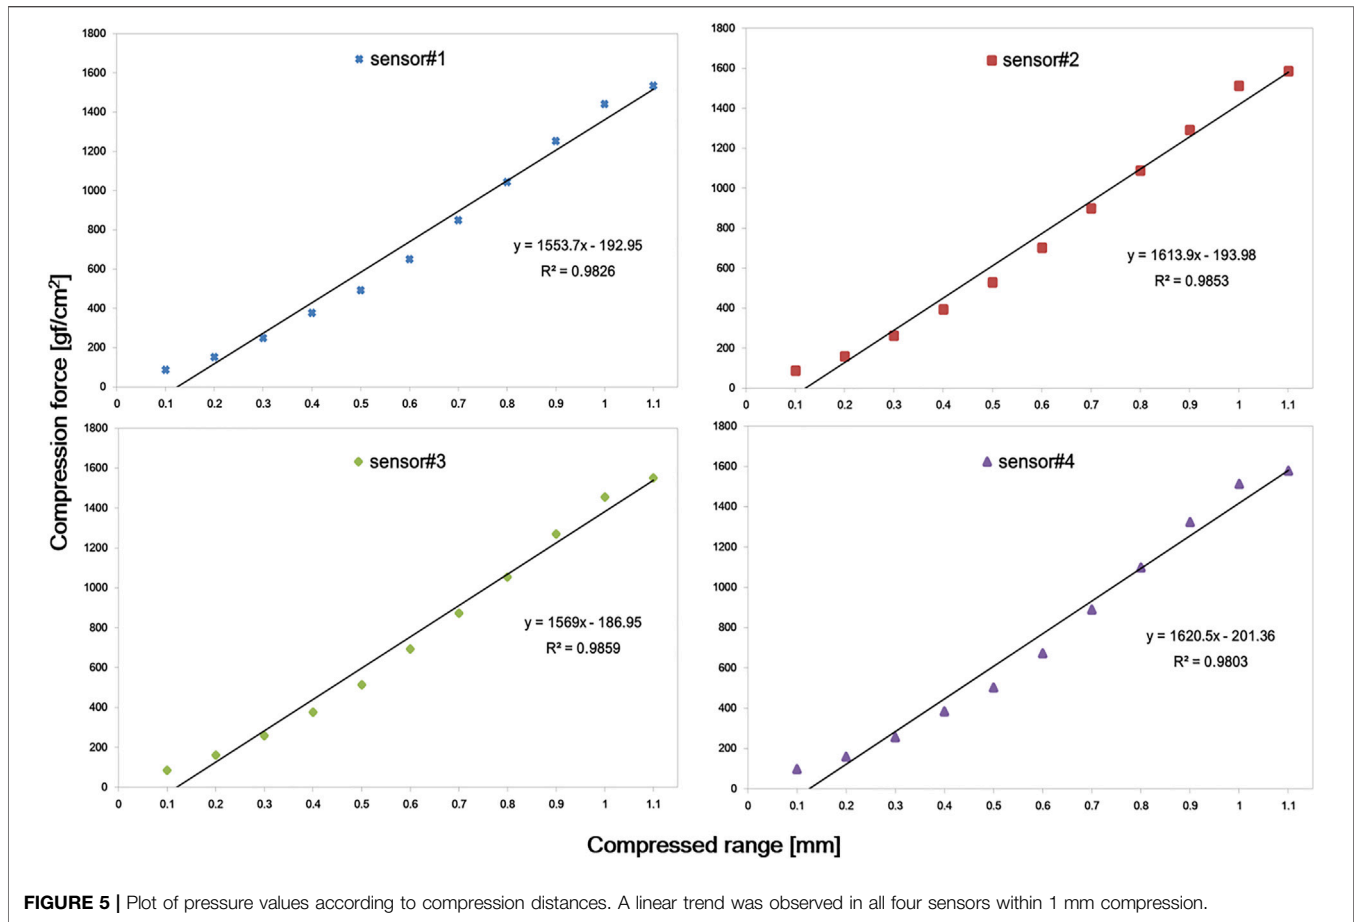 Compression force [gf/cm²]
sensor#1
1800
1600
1400
1200
1000
800
600
400
200
0
y = 1553.7x - 192.95
R² = 0.9826
0 0.1 0.2 0.3 0.4 0.5 0.6 0.7 0.8 0.9 1 1.1
sensor#2
1800
1600
1400
1200
1000
800
600
400
200
0
y = 1613.9x - 193.98
R² = 0.9853
0 0.1 0.2 0.3 0.4 0.5 0.6 0.7 0.8 0.9 1 1.1
sensor#3
1800
1600
1400
1200
1000
800
600
400
200
0
y = 1569x - 186.95
R² = 0.9859
0 0.1 0.2 0.3 0.4 0.5 0.6 0.7 0.8 0.9 1 1.1
sensor#4
1800
1600
1400
1200
1000
800
600
400
200
0
y = 1620.5x - 201.36
R² = 0.9803
0 0.1 0.2 0.3 0.4 0.5 0.6 0.7 0.8 0.9 1 1.1
Compressed range [mm]
FIGURE 5 | Plot of pressure values according to compression distances. A linear trend was observed in all four sensors within 1 mm compression.